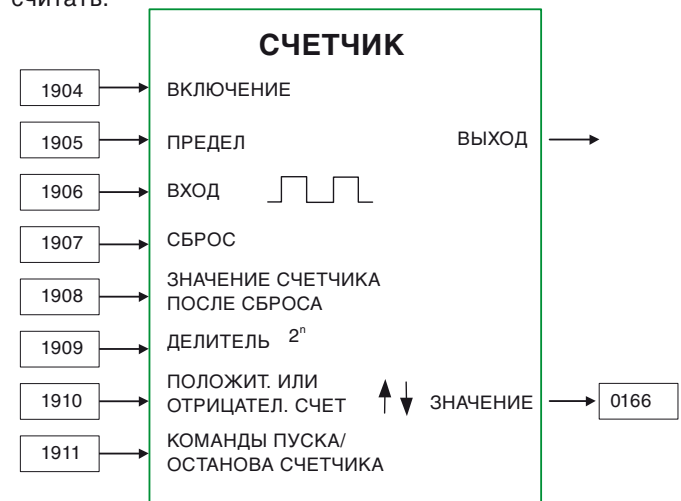 считать.
СЧЕТЧИК
1904 ВКЛЮЧЕНИЕ
1905 ПРЕДЕЛ ВЫХОД
1906 ВХОД
1907 СБРОС
1908 ЗНАЧЕНИЕ СЧЕТЧИКА
ПОСЛЕ СБРОСА
1909 ДЕЛИТЕЛЬ 2ⁿ
1910 ПОЛОЖИТ. ИЛИ
ОТРИЦАТЕЛ. СЧЕТ ЗНАЧЕНИЕ 0166
1911 КОМАНДЫ ПУСКА/
ОСТАНОВА СЧЕТЧИКА